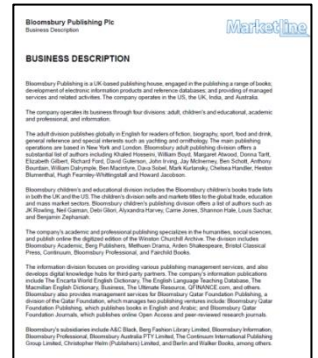 Bloomsbury Publishing Plc
Business Description
MarketLine
BUSINESS DESCRIPTION
Bloomsbury Publishing is a UK-based publishing house, engaged in the publishing a range of books,
development of electronic information products and reference databases; and providing of managed
services and related activities. The company operates in the US, the UK, India, and Australia.
The company operates its business through four divisions: adult, children's and educational, academic
and professional, and information.
The adult division publishes globally in English for readers of fiction, biography, sport, food and drink,
general reference and special interests such as yachting and ornithology. The main publishing
operations are based in New York and London. Bloomsbury adult publishing division offers a
substantial list of authors including Khaled Hosseini, William Boyd, Margaret Atwood, Donna Tartt,
Elizabeth Gilbert, Richard Ford, David Guterson, John Irving, Jay McInerney, Ben Schott, Anthony
Bourdain, William Dalrymple, Ben Macintyre, Dava Sobel, Mark Kurlansky, Chelsea Handler, Heston
Blumenthal, Hugh Fearnley-Whittingstall and Howard Jacobson.
Bloomsbury children's and educational division includes the Bloomsbury children's books trade lists
in both the UK and the US. The children's division sells and markets titles to the global trade, education
and mass market sectors. Bloomsbury children's publishing division offers a list of authors such as
JK Rowling, Neil Gaiman, Debi Gliori, Alyxandra Harvey, Carrie Jones, Shannon Hale, Louis Sachar,
and Benjamin Zephaniah.
The company's academic and professional publishing specializes in the humanities, social sciences,
and publish online the digitized edition of the Winston Churchill Archive. The division includes
Bloomsbury Academic, Berg Publishers, Methuen Drama, Arden Shakespeare, Bristol Classical
Press, Continuum, Bloomsbury Professional, and Fairchild Books.
The information division focuses on providing various publishing management services, and also
develops digital knowledge hubs for third-party partners. The company's information publications
include The Encarta World English Dictionary, The English Language Teaching Database, The
Macmillan English Dictionary, Business, The Ultimate Resource, QFINANCE.com, and others.
Bloomsbury also provides management services for Bloomsbury Qatar Foundation Publishing, a
division of the Qatar Foundation, which manages two publishing ventures include: Bloomsbury Qatar
Foundation Publishing, which publishes books in English and Arabic, and Bloomsbury Qatar
Foundation Journals, which publishes online Open Access and peer-reviewed research journals.
Bloomsbury's subsidiaries include A&C Black, Berg Fashion Library Limited, Bloomsbury Information,
Bloomsbury Professional, Bloomsbury Australia PTY Limited, The Continuum International Publishing
Group Limited, Christopher Helm (Publishers) Limited, and Berlin and Walker Books, among others.